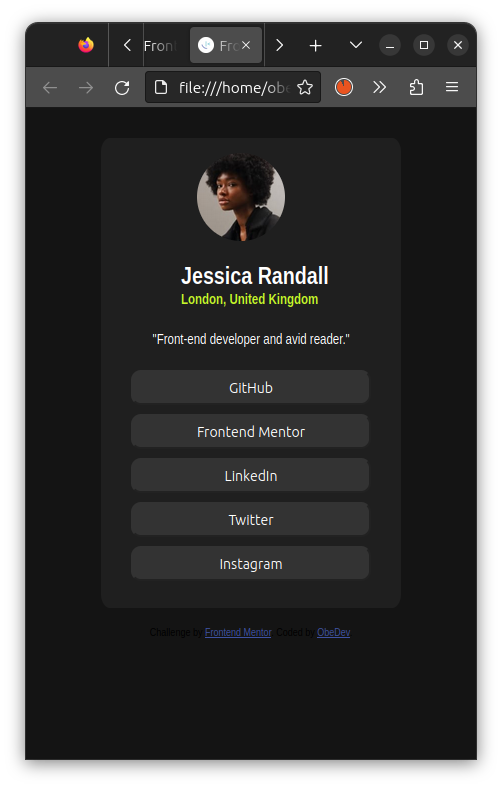 Fron
Fro
file:///home/obe
Jessica Randall
London, United Kingdom
"Front-end developer and avid reader."
GitHub
Frontend Mentor
LinkedIn
Twitter
Instagram
Challenge by Frontend Mentor. Coded by ObeDev